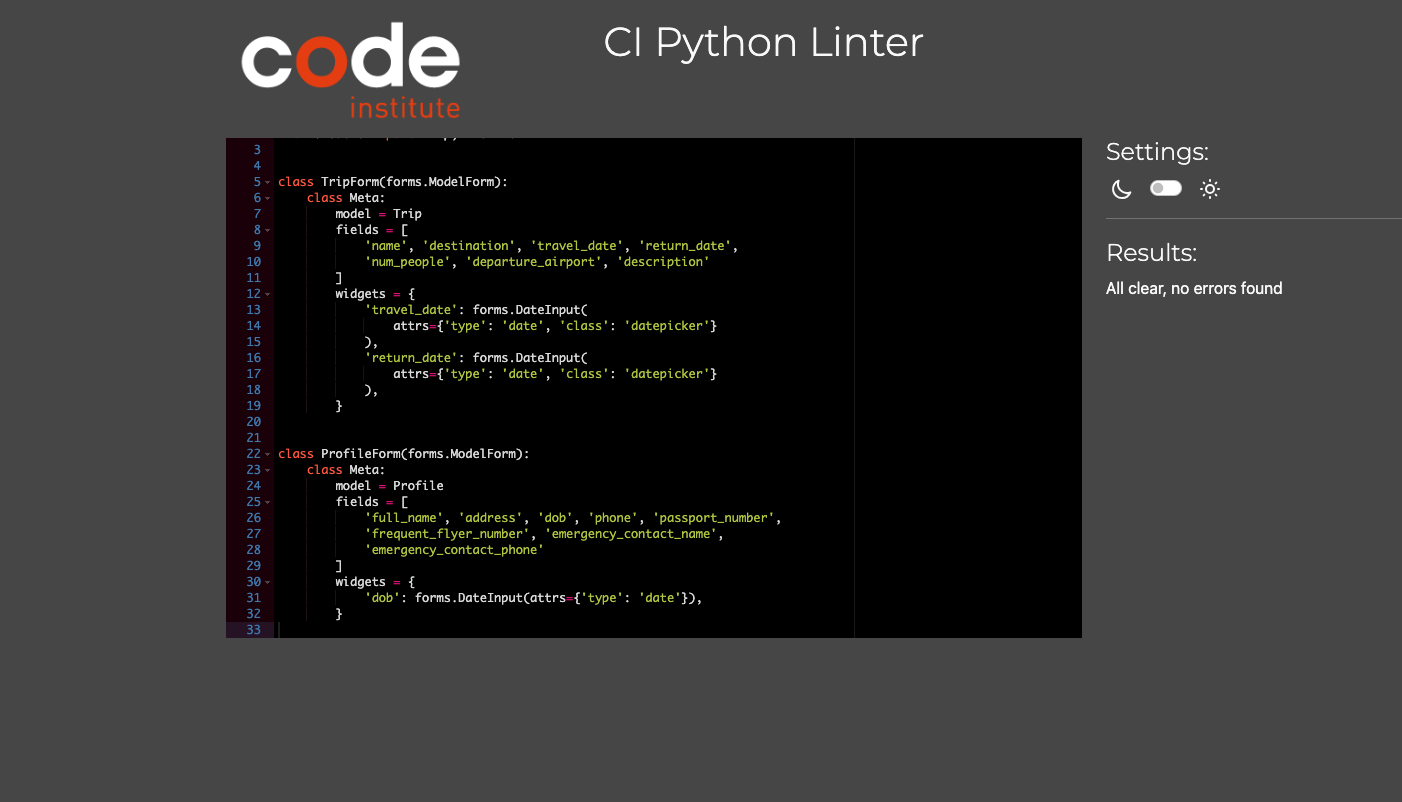 code
institute
CI Python Linter
3
4
5 class TripForm(forms.ModelForm):
6     class Meta:
7         model = Trip
8         fields = [
9             'name', 'destination', 'travel_date', 'return_date',
10             'num_people', 'departure_airport', 'description'
11         ]
12         widgets = {
13             'travel_date': forms.DateInput(
14                 attrs={'type': 'date', 'class': 'datepicker'}
15             ),
16             'return_date': forms.DateInput(
17                 attrs={'type': 'date', 'class': 'datepicker'}
18             ),
19         }
20
21
22 class ProfileForm(forms.ModelForm):
23     class Meta:
24         model = Profile
25         fields = [
26             'full_name', 'address', 'dob', 'phone', 'passport_number',
27             'frequent_flyer_number', 'emergency_contact_name',
28             'emergency_contact_phone'
29         ]
30         widgets = {
31             'dob': forms.DateInput(attrs={'type': 'date'}),
32         }
33
Settings:
Results:
All clear, no errors found